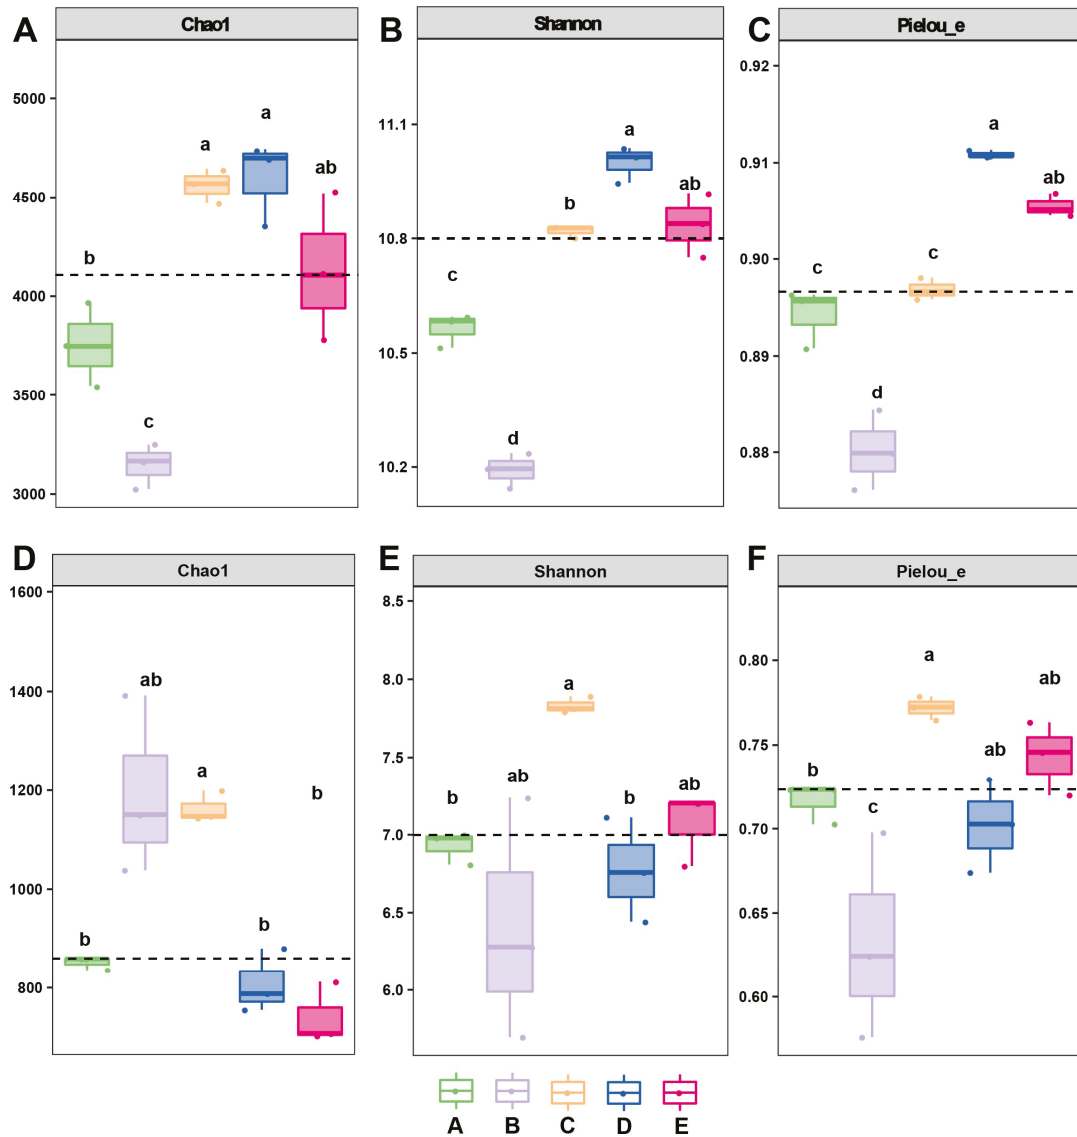 A Chao1
5000
4500
4000
3500
3000
b
c
a
a
ab
B Shannon
11.1
10.8
10.5
10.2
c
d
b
a
ab
C Pielou_e
0.92
0.91
0.90
0.89
0.88
c
d
c
a
ab
D Chao1
1600
1400
1200
1000
800
b
ab
a
b
b
E Shannon
8.5
8.0
7.5
7.0
6.5
6.0
b
ab
a
b
ab
F Pielou_e
0.80
0.75
0.70
0.65
0.60
b
c
a
ab
ab
A B C D E